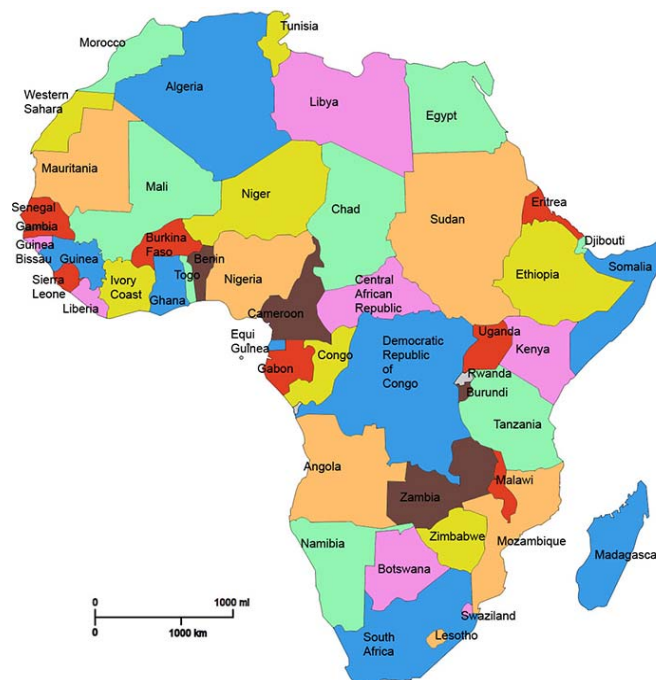 Tunisia
Morocco
Algeria
Western
Sahara
Libya
Egypt
Mauritania
Mali
Niger
Chad
Sudan
Eritrea
Senegal
Gambia
Guinea
Bissau
Guinea
Burkina
Faso
Benin
Togo
Nigeria
Djibouti
Somalia
Ethiopia
Sierra
Leone
Ivory
Coast
Ghana
Liberia
Central
African
Republic
Cameroon
Equi
Guinea
Gabon
Congo
Democratic
Republic
of
Congo
Uganda
Kenya
Rwanda
Burundi
Tanzania
Angola
Zambia
Malawi
Mozambique
Zimbabwe
Namibia
Botswana
Madagasca
Swaziland
Lesotho
South
Africa
0 1000 mi
0 1000 km